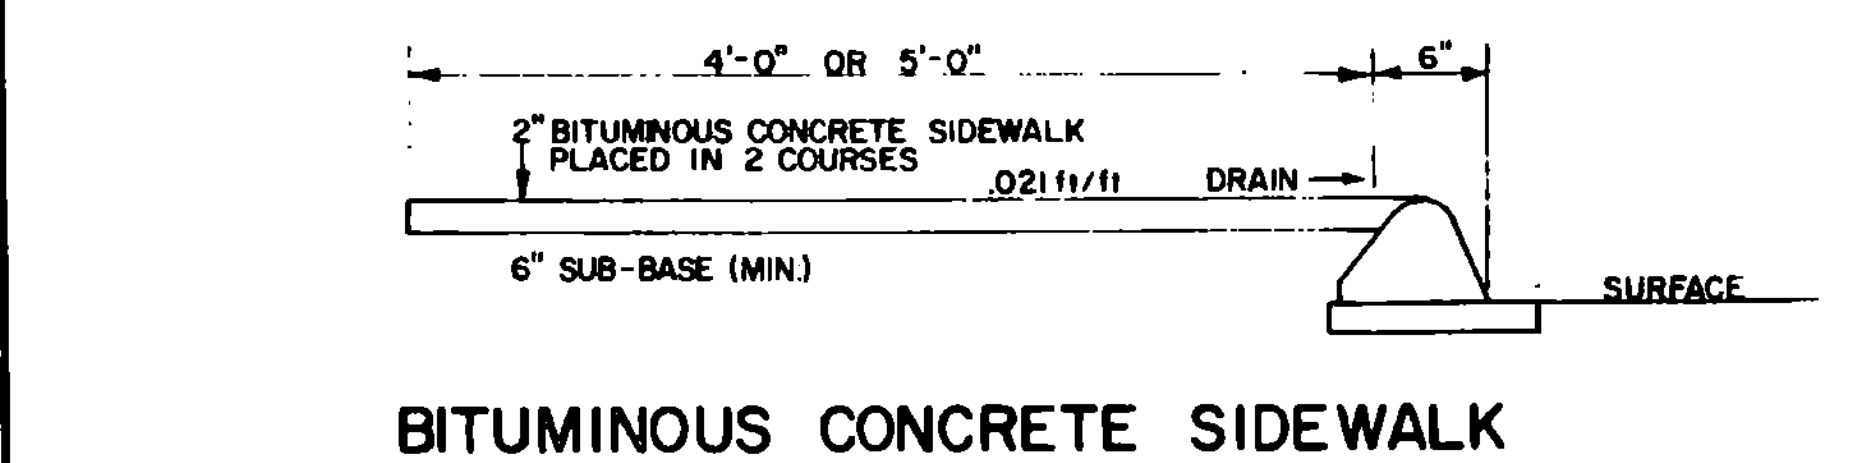 4'-0" OR 5'-0"
6"
2" BITUMINOUS CONCRETE SIDEWALK
PLACED IN 2 COURSES
.021 ft/ft
DRAIN
6" SUB-BASE (MIN.)
SURFACE
BITUMINOUS CONCRETE SIDEWALK